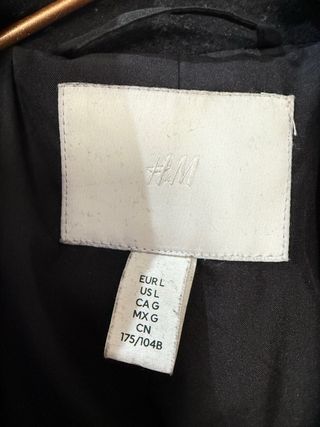 H&M
EUR L
US L
CA G
MX G
CN
175/104B